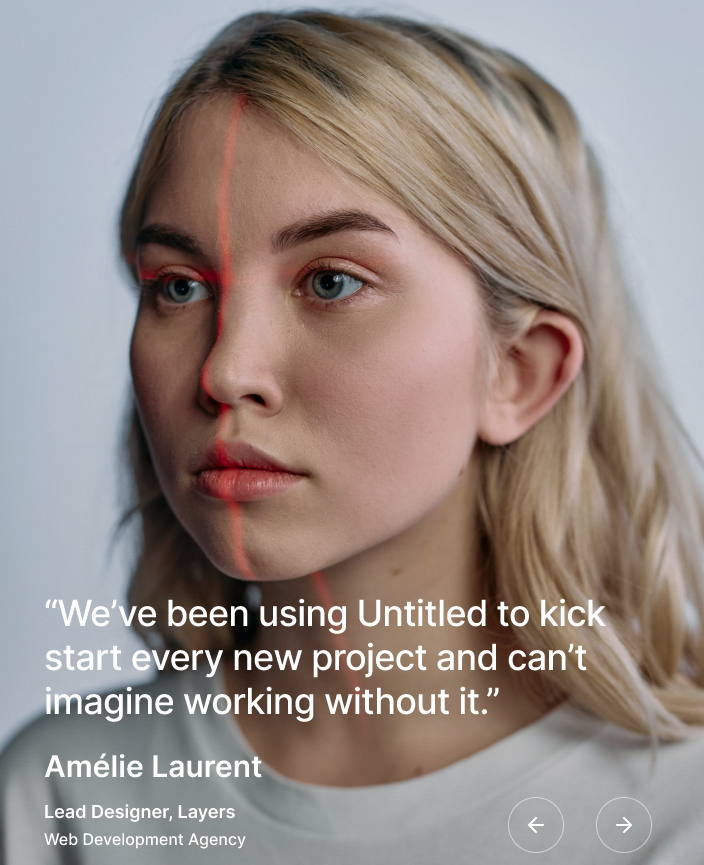 “We’ve been using Untitled to kick
start every new project and can’t
imagine working without it.”
Amélie Laurent
Lead Designer, Layers
Web Development Agency